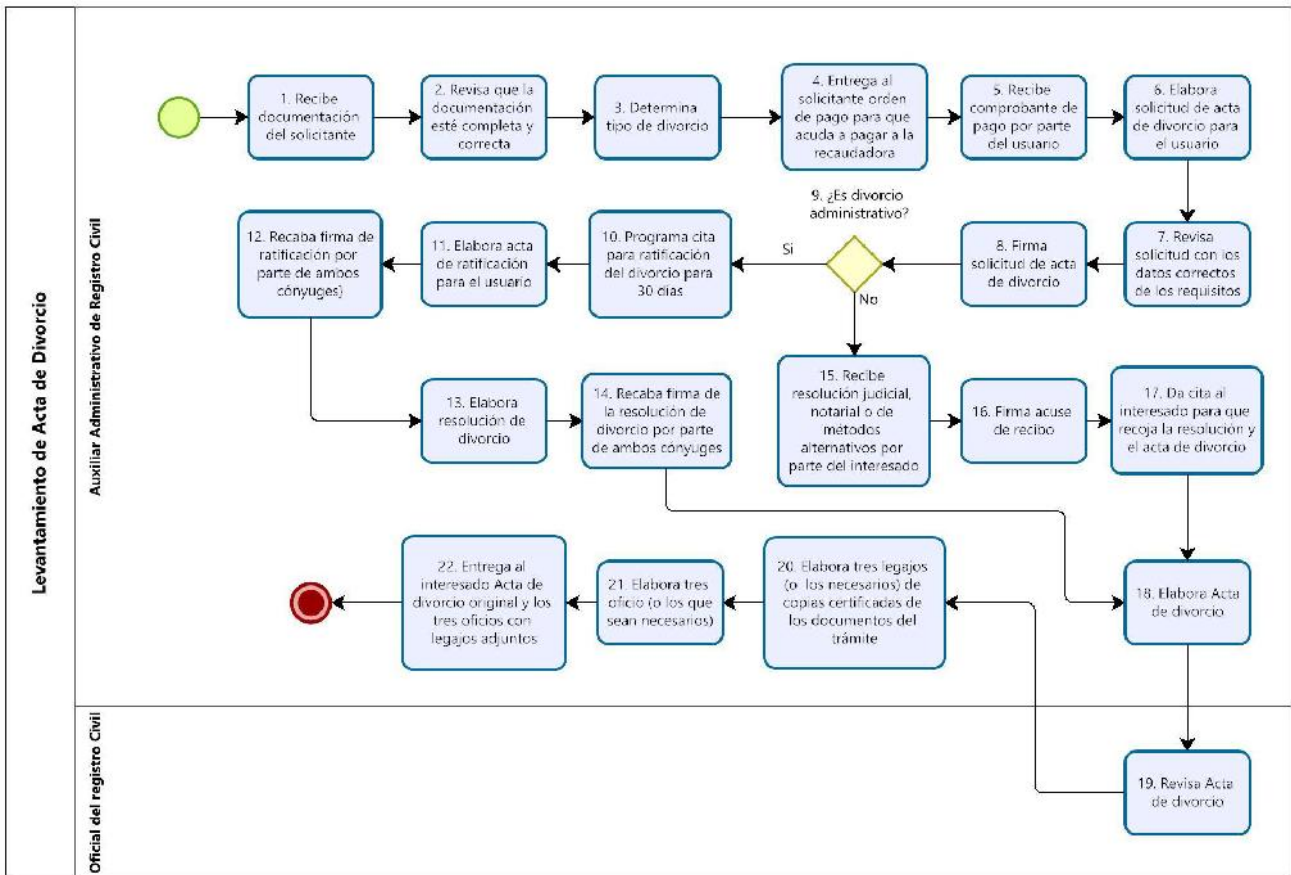 Levantamiento de Acta de Divorcio
Auxiliar Administrativo de Registro Civil
1. Recibe
documentación
del solicitante
2. Revisa que la
documentación
esté completa y
correcta
3. Determina
tipo de divorcio
4. Entrega al
solicitante orden
de pago para que
acuda a pagar a la
recaudadora
5. Recibe
comprobante de
pago por parte
del usuario
6. Elabora
solicitud de acta
de divorcio para
el usuario
7. Revisa
solicitud con los
datos correctos
de los requisitos
8. Firma
solicitud de acta
de divorcio
9. ¿Es divorcio
administrativo?
Si
No
10. Programa cita
para ratificación
del divorcio para
30 días
11. Elabora acta
de ratificación
para el usuario
12. Recaba firma de
ratificación por
parte de ambos
cónyuges)
13. Elabora
resolución de
divorcio
14. Recaba firma de
la resolución de
divorcio por parte
de ambos cónyuges
15. Recibe
resolución judicial,
notarial o de
métodos
alternativos por
parte del interesado
16. Firma acuse
de recibo
17. Da cita al
interesado para que
recoja la resolución y
el acta de divorcio
18. Elabora Acta
de divorcio
Oficial del registro Civil
19. Revisa Acta
de divorcio
20. Elabora tres legajos
(o los necesarios) de
copias certificadas de
los documentos del
trámite
21. Elabora tres
oficio (o los que
sean necesarios)
22. Entrega al
interesado Acta de
divorcio original y los
tres oficios con
legajos adjuntos